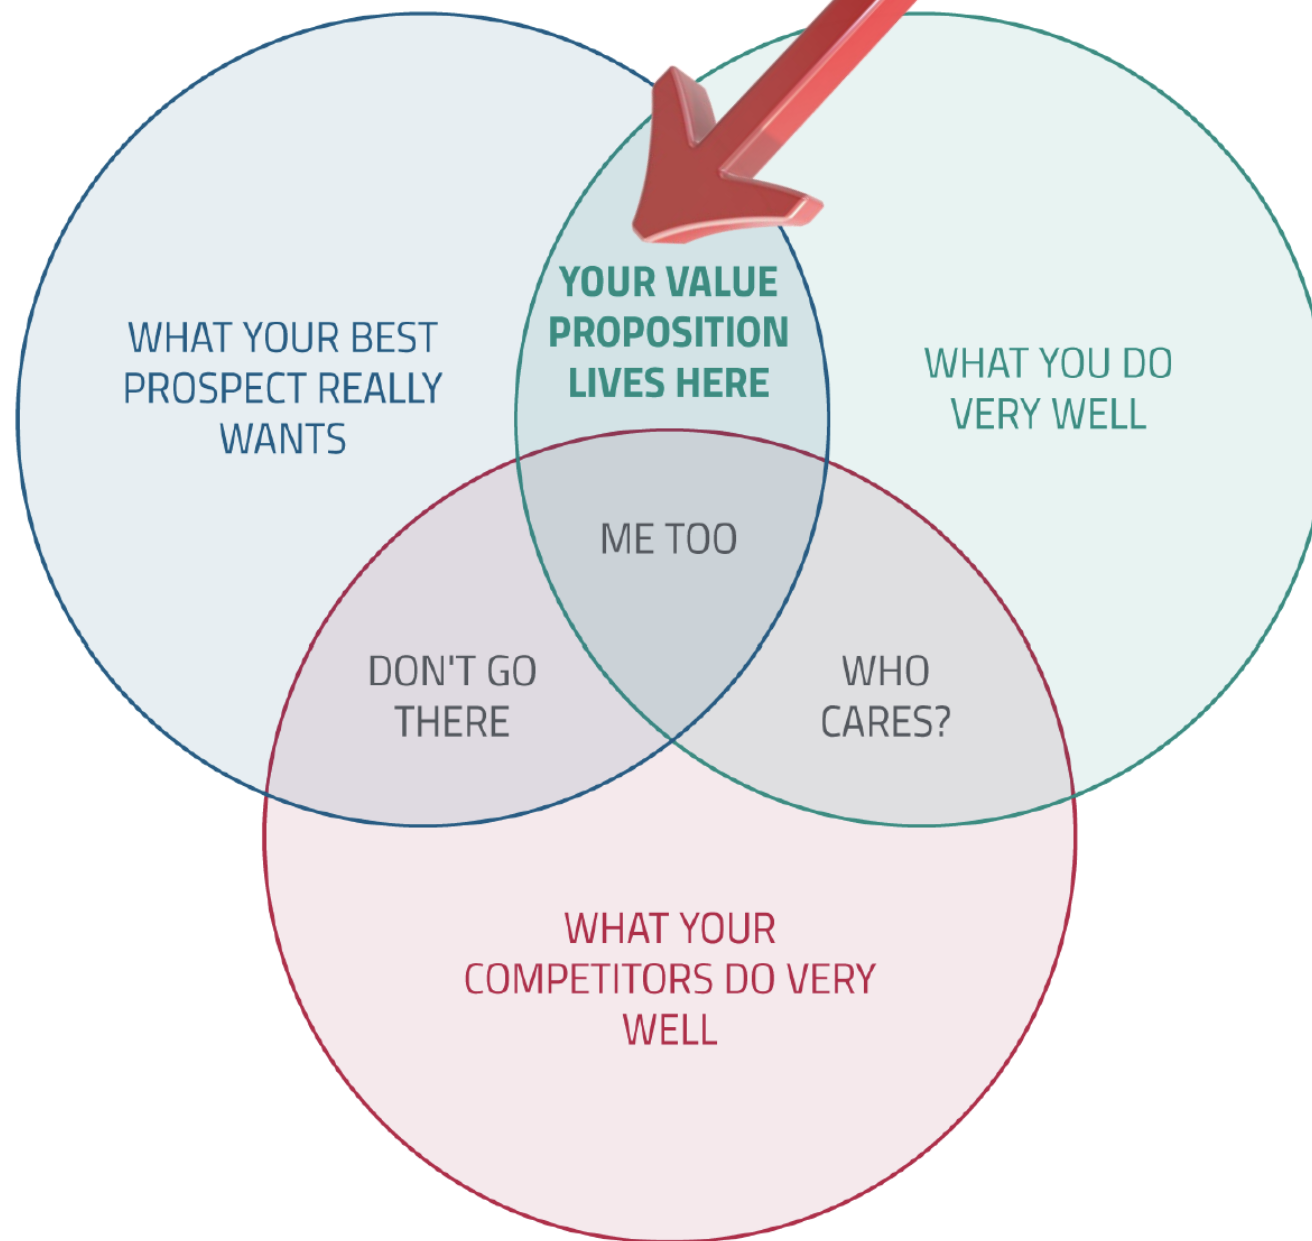 YOUR VALUE
PROPOSITION
LIVES HERE
WHAT YOUR BEST
PROSPECT REALLY
WANTS
WHAT YOU DO
VERY WELL
ME TOO
DON'T GO
THERE
WHO
CARES?
WHAT YOUR
COMPETITORS DO VERY
WELL